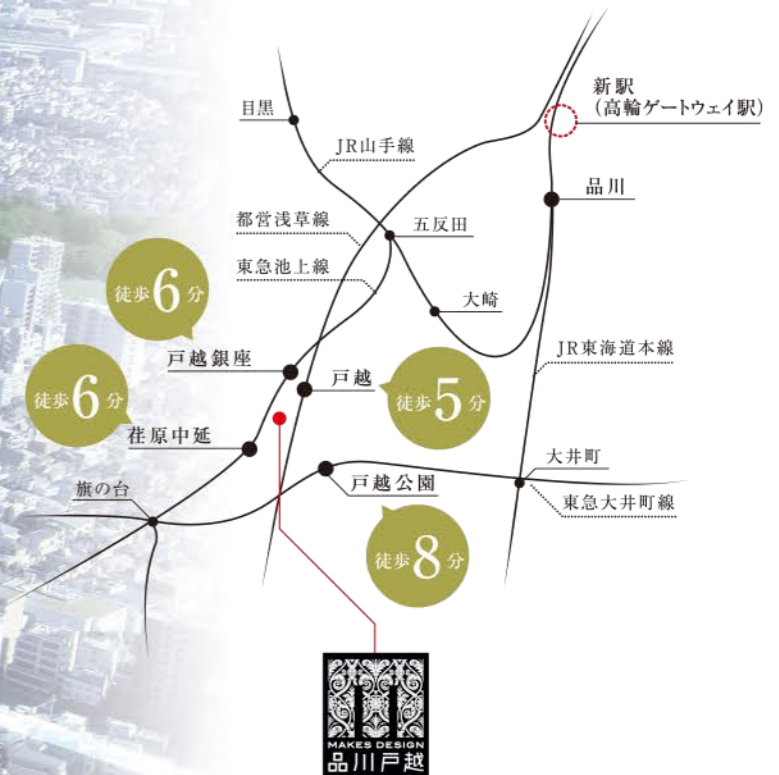 新駅
（高輪ゲートウェイ駅）
目黒
JR山手線
品川
都営浅草線
五反田
東急池上線
徒歩6分
大崎
戸越銀座
JR東海道本線
戸越
徒歩6分
徒歩5分
荏原中延
大井町
戸越公園
旗の台
東急大井町線
徒歩8分
MAKES DESIGN
品川戸越